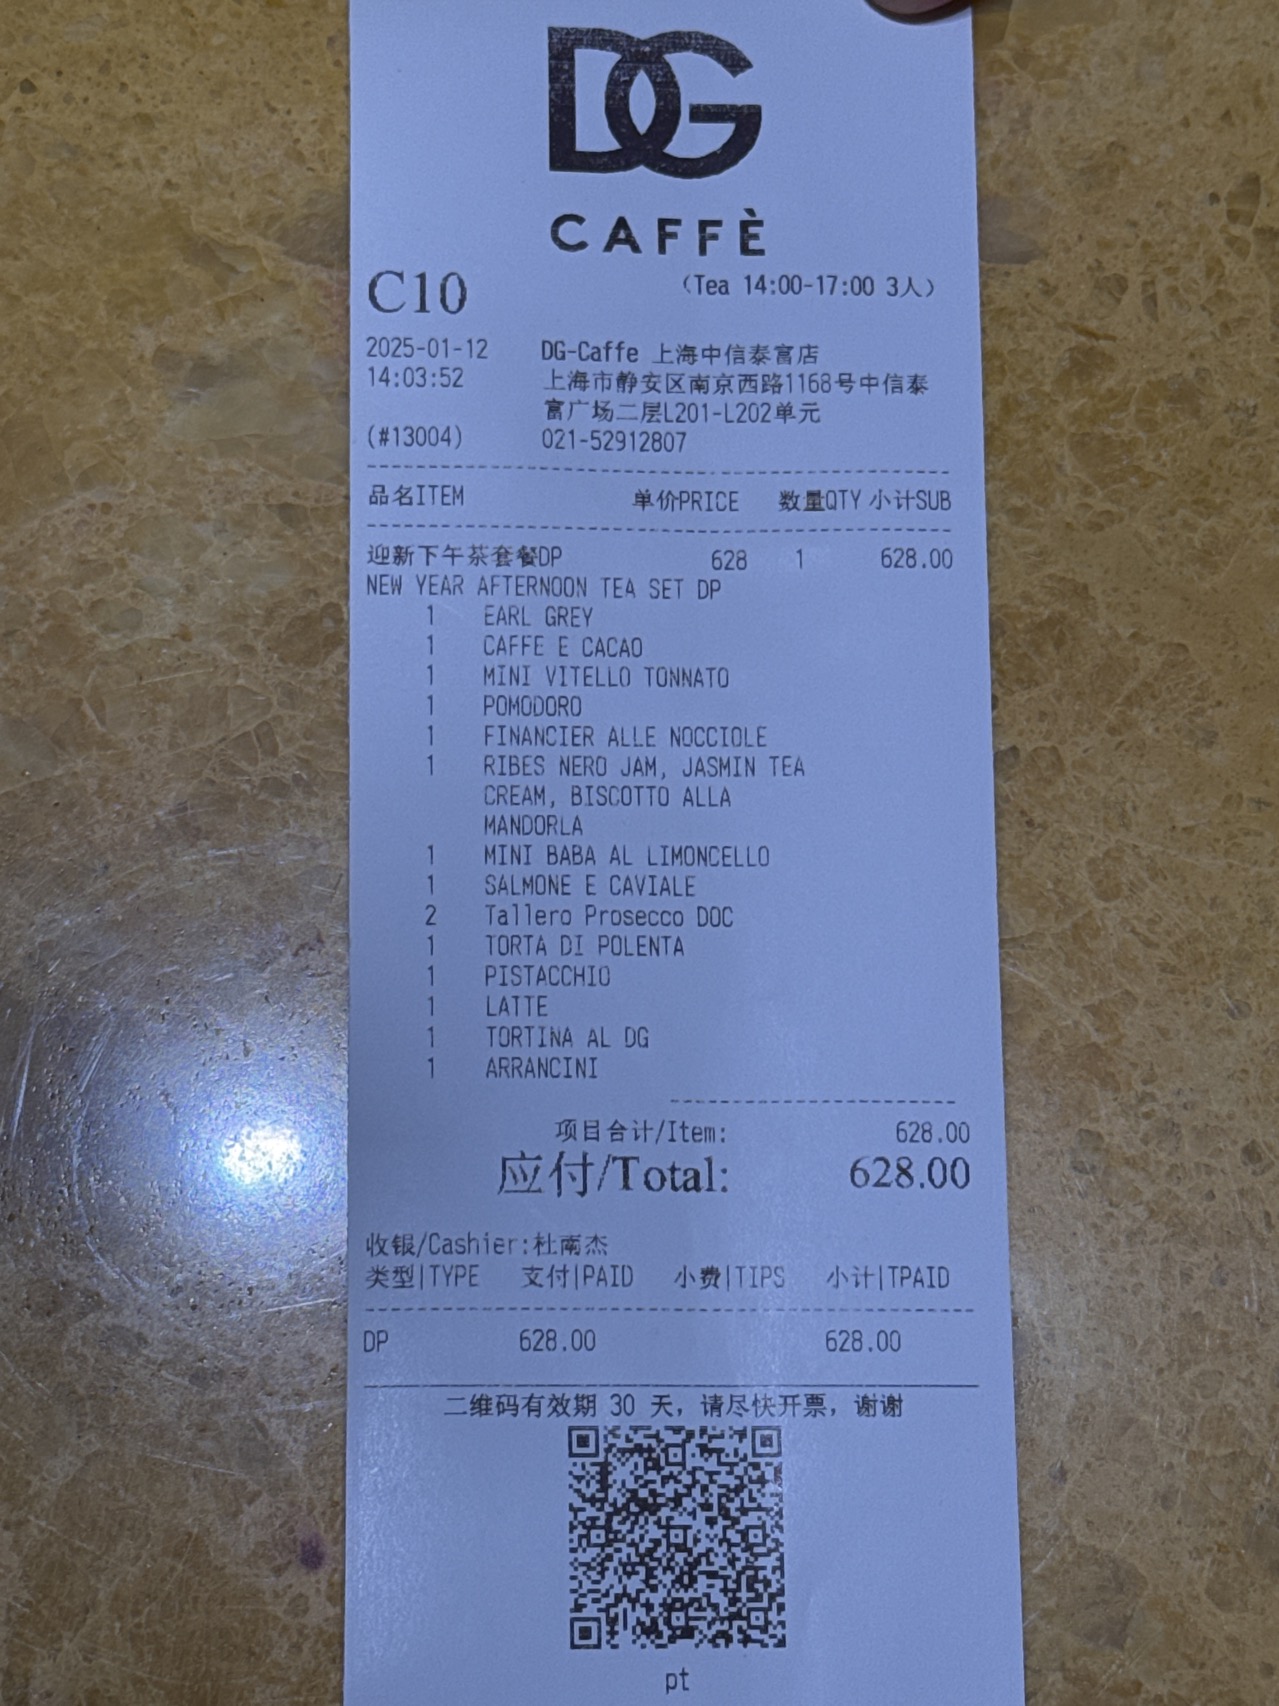 DG
CAFFÈ
C10 (Tea 14:00-17:00 3人)
2025-01-12 DG-Caffe 上海中信泰富店
14:03:52 上海市静安区南京西路1168号中信泰
富广场二层L201-L202单元
(#13004) 021-52912807
品名ITEM 单价PRICE 数量QTY 小计SUB
迎新下午茶套餐DP 628 1 628.00
NEW YEAR AFTERNOON TEA SET DP
1 EARL GREY
1 CAFFE E CACAO
1 MINI VITELLO TONNATO
1 POMODORO
1 FINANCIER ALLE NOCCIOLE
1 RIBES NERO JAM, JASMIN TEA
CREAM, BISCOTTO ALLA
MANDORLA
1 MINI BABA AL LIMONCELLO
1 SALMONE E CAVIALE
2 Tallero Prosecco DOC
1 TORTA DI POLENTA
1 PISTACCHIO
1 LATTE
1 TORTINA AL DG
1 ARRANCINI
项目合计/Item: 628.00
应付/Total: 628.00
收银/Cashier:杜南杰
类型|TYPE 支付|PAID 小费|TIPS 小计|TPAID
DP 628.00 628.00
二维码有效期 30 天，请尽快开票，谢谢
pt